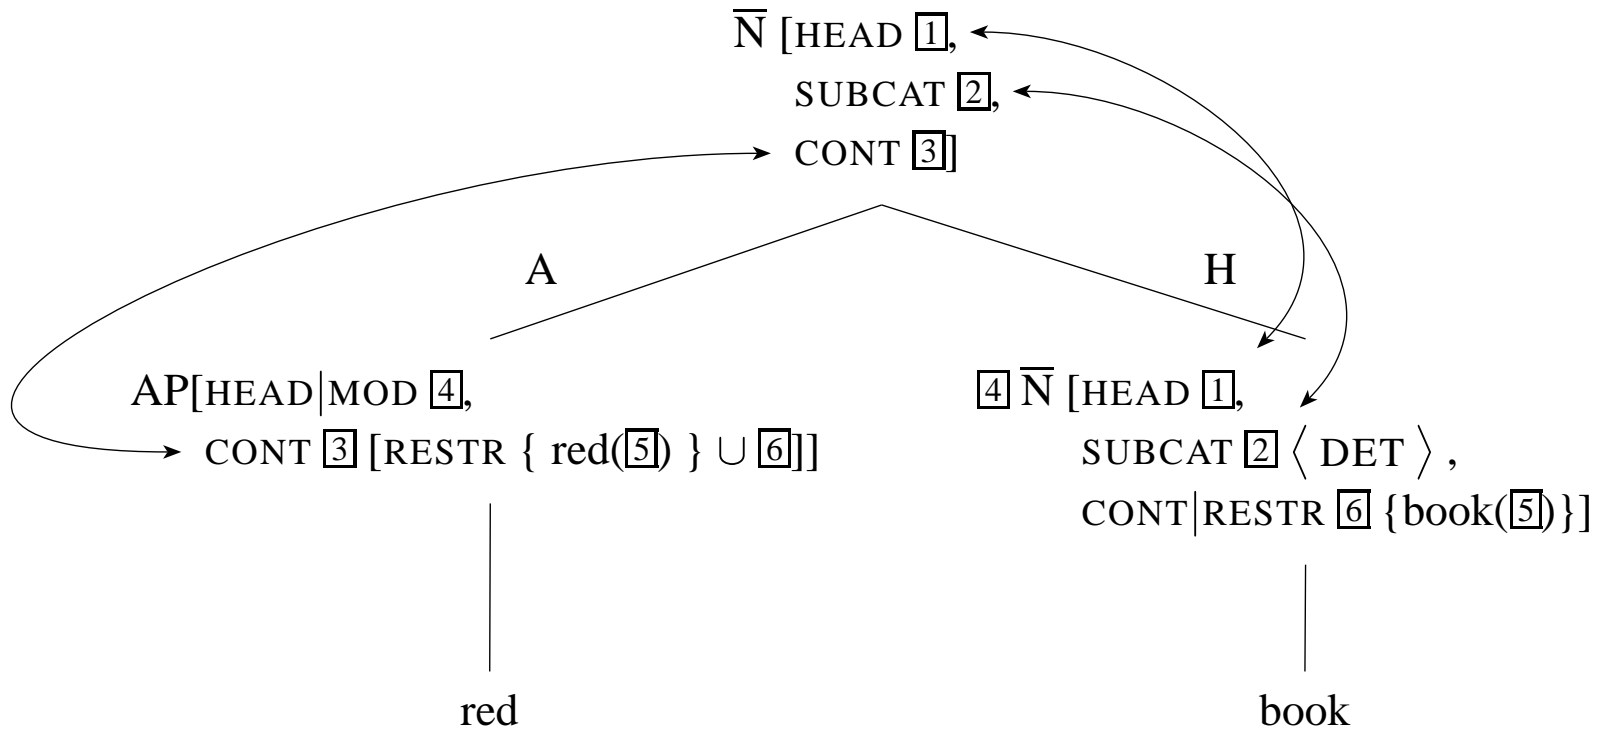 N̅ [HEAD 1,
SUBCAT 2,
CONT 3]
A
H
AP[HEAD|MOD 4,
CONT 3 [RESTR { red(5) } ∪ 6]]
4 N̅ [HEAD 1,
SUBCAT 2 ⟨ DET ⟩,
CONT|RESTR 6 {book(5)}]
red
book